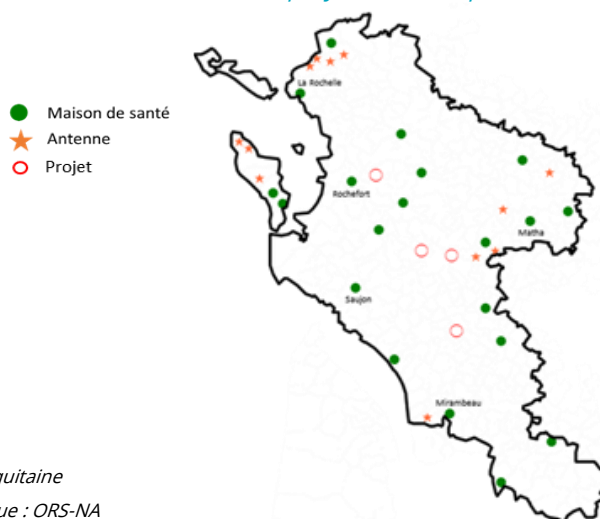 La Rochelle
Maison de santé
Antenne
Projet
Rochefort
Matha
Saujon
Mirambeau
uitaine
ue : ORS-NA